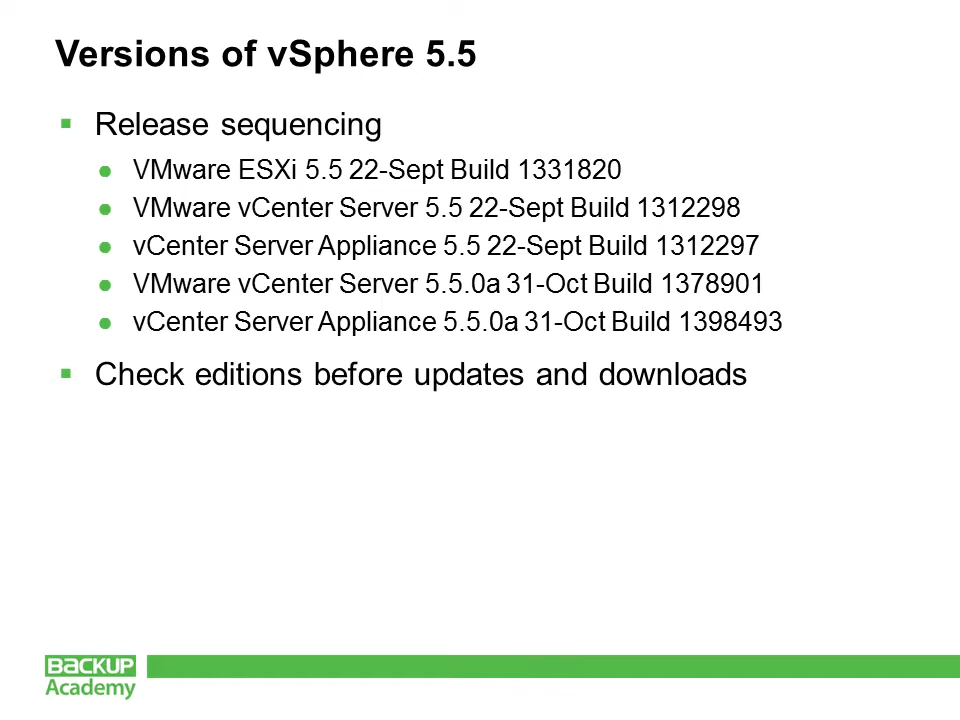 Versions of vSphere 5.5
Release sequencing
VMware ESXi 5.5 22-Sept Build 1331820
VMware vCenter Server 5.5 22-Sept Build 1312298
vCenter Server Appliance 5.5 22-Sept Build 1312297
VMware vCenter Server 5.5.0a 31-Oct Build 1378901
vCenter Server Appliance 5.5.0a 31-Oct Build 1398493
Check editions before updates and downloads
BACKUP
Academy